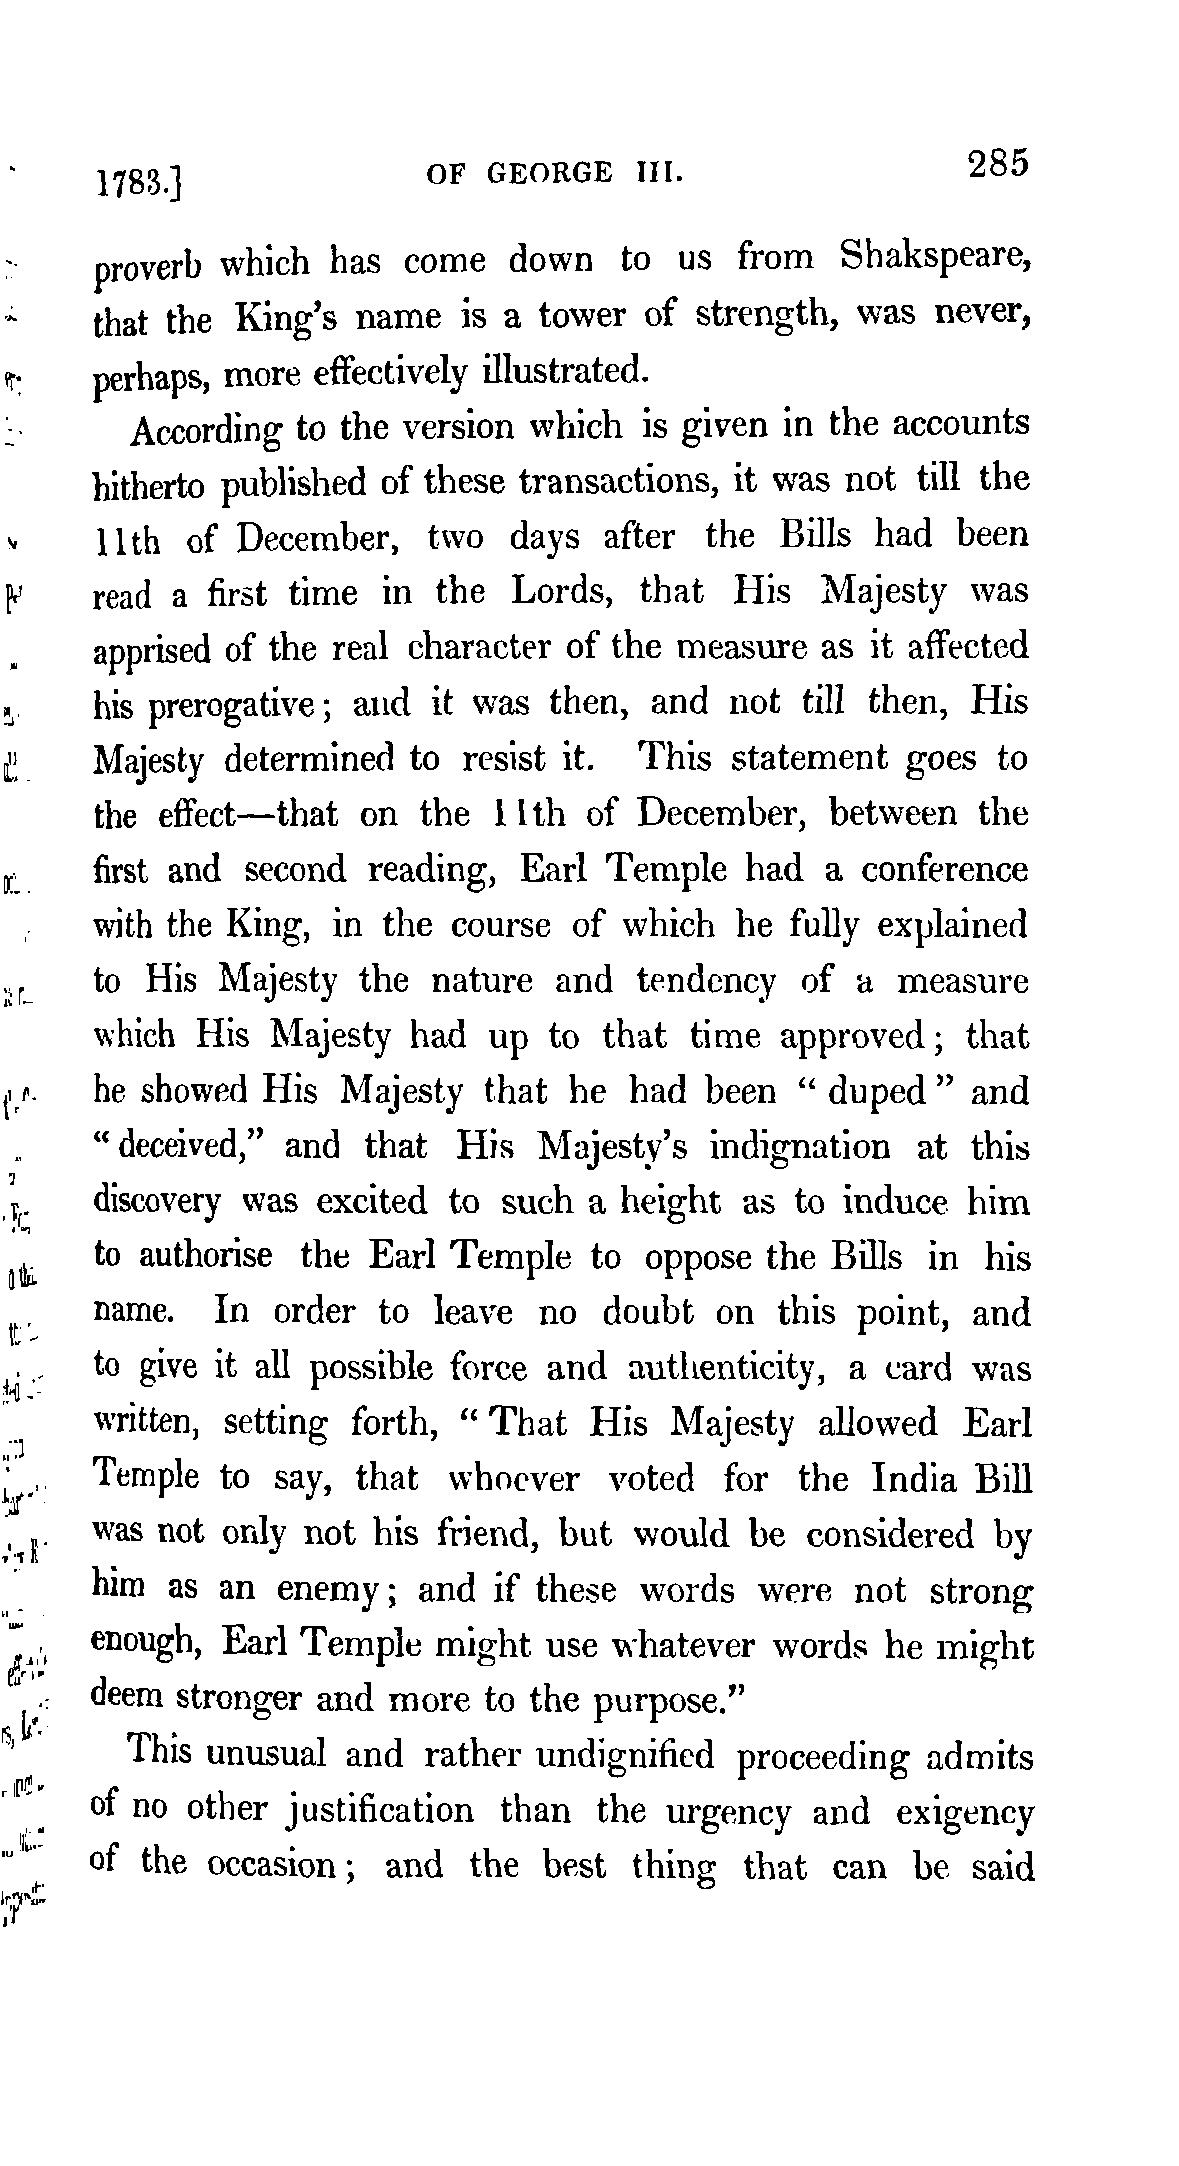 1783.] OF GEORGE III. 285
proverb which has come down to us from Shakspeare,
that the King's name is a tower of strength, was never,
perhaps, more effectively illustrated.
According to the version which is given in the accounts
hitherto published of these transactions, it was not till the
11th of December, two days after the Bills had been
read a first time in the Lords, that His Majesty was
apprised of the real character of the measure as it affected
his prerogative; and it was then, and not till then, His
Majesty determined to resist it. This statement goes to
the effect—that on the 11th of December, between the
first and second reading, Earl Temple had a conference
with the King, in the course of which he fully explained
to His Majesty the nature and tendency of a measure
which His Majesty had up to that time approved; that
he showed His Majesty that he had been "duped" and
"deceived," and that His Majesty's indignation at this
discovery was excited to such a height as to induce him
to authorise the Earl Temple to oppose the Bills in his
name. In order to leave no doubt on this point, and
to give it all possible force and authenticity, a card was
written, setting forth, "That His Majesty allowed Earl
Temple to say, that whoever voted for the India Bill
was not only not his friend, but would be considered by
him as an enemy; and if these words were not strong
enough, Earl Temple might use whatever words he might
deem stronger and more to the purpose."
This unusual and rather undignified proceeding admits
of no other justification than the urgency and exigency
of the occasion; and the best thing that can be said